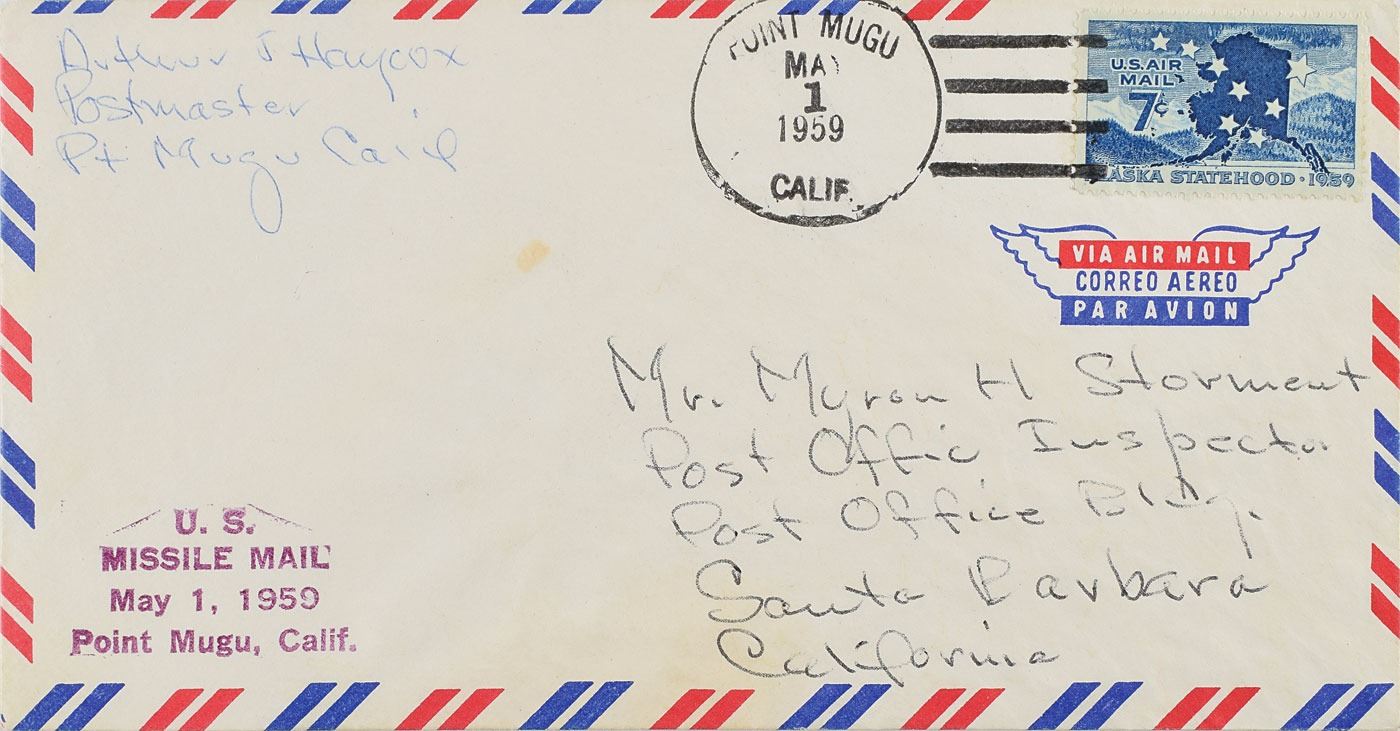 Arthur J Haycox
Postmaster
Pt Mugu Calif
POINT MUGU
MAY
1
1959
CALIF.
U.S. AIR
MAIL
7¢
ALASKA STATEHOOD · 1959
VIA AIR MAIL
CORREO AEREO
PAR AVION
Mr. Myron H Storment
Post Offic Inspector
Post Office Bldg.
Santa Barbara
California
U. S.
MISSILE MAIL
May 1, 1959
Point Mugu, Calif.